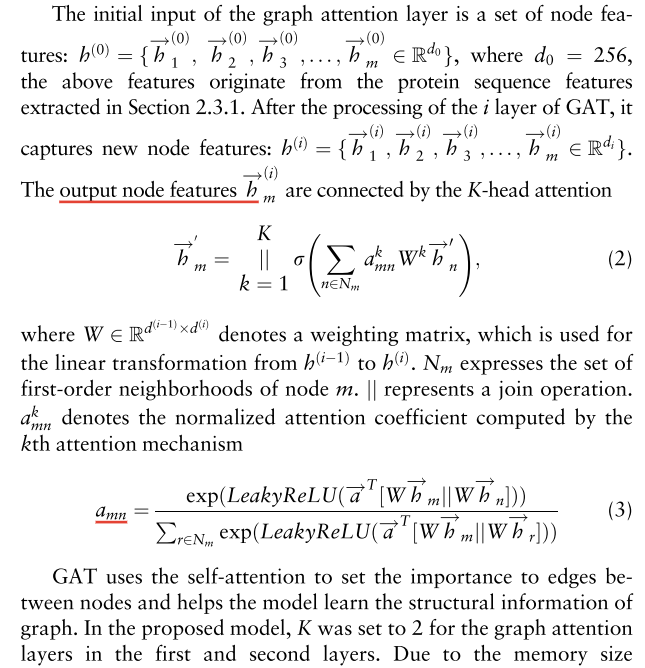 The initial input of the graph attention layer is a set of node fea-
tures: $h^{(0)} = \{\overrightarrow{h}_1^{(0)}, \overrightarrow{h}_2^{(0)}, \overrightarrow{h}_3^{(0)}, \ldots, \overrightarrow{h}_m^{(0)} \in \mathbb{R}^{d_0}\}$, where $d_0 = 256$,
the above features originate from the protein sequence features
extracted in Section 2.3.1. After the processing of the $i$ layer of GAT, it
captures new node features: $h^{(i)} = \{\overrightarrow{h}_1^{(i)}, \overrightarrow{h}_2^{(i)}, \overrightarrow{h}_3^{(i)}, \ldots, \overrightarrow{h}_m^{(i)} \in \mathbb{R}^{d_i}\}$.
The output node features $\overrightarrow{h}_m^{(i)}$ are connected by the $K$-head attention
$\overrightarrow{h}'_m = \overset{K}{\underset{k=1}{||}} \sigma\left(\sum_{n \in N_m} a_{mn}^k W^k \overrightarrow{h}'_n\right),$ (2)
where $W \in \mathbb{R}^{d^{(i-1)} \times d^{(i)}}$ denotes a weighting matrix, which is used for
the linear transformation from $h^{(i-1)}$ to $h^{(i)}$. $N_m$ expresses the set of
first-order neighborhoods of node $m$. || represents a join operation.
$a_{mn}^k$ denotes the normalized attention coefficient computed by the
$k$th attention mechanism
$a_{mn} = \frac{\exp(LeakyReLU(\overrightarrow{a}^T[W\overrightarrow{h}_m||W\overrightarrow{h}_n]))}{\sum_{r \in N_m} \exp(LeakyReLU(\overrightarrow{a}^T[W\overrightarrow{h}_m||W\overrightarrow{h}_r]))}$ (3)
GAT uses the self-attention to set the importance to edges be-
tween nodes and helps the model learn the structural information of
graph. In the proposed model, $K$ was set to 2 for the graph attention
layers in the first and second layers. Due to the memory size